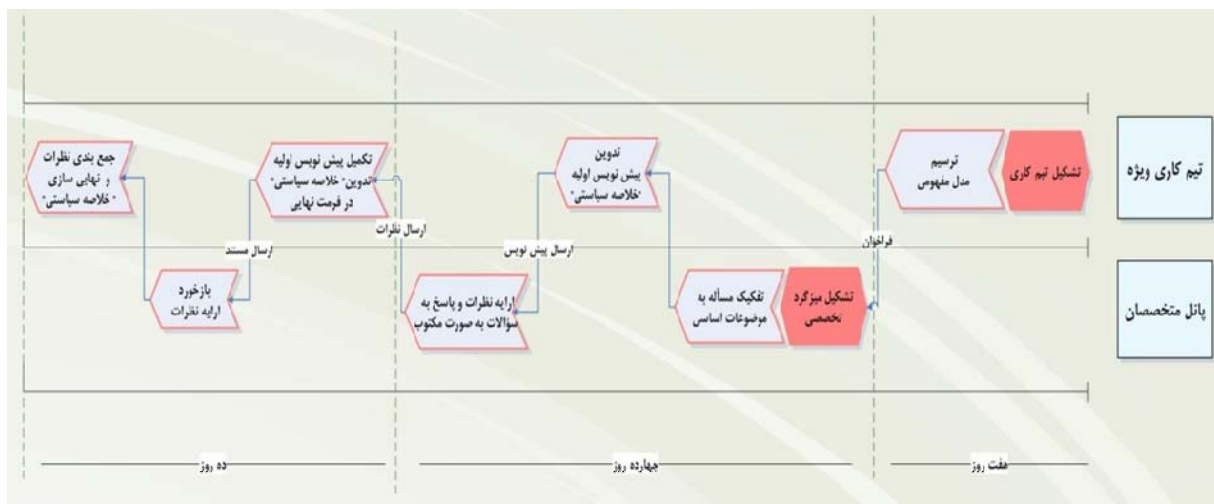 تیم کاری ویژه
تشکیل تیم کاری
ترسیم
مدل مفهومی
فراخوان
پانل متخصصان
تشکیل میزگرد
تخصصی
تفکیک مسأله به
موضوعات اساسی
تدوین
پیش نویس اولیه
"خلاصه سیاستی"
ارسال پیش نویس
ارایه نظرات و پاسخ به
سؤالات به صورت مکتوب
ارسال نظرات
تکمیل پیش نویس اولیه
تدوین" خلاصه سیاستی"
در فرمت نهایی
ارسال مستند
بازخورد
ارایه نظرات
جمع بندی نظرات
و نهایی سازی
" خلاصه سیاستی"
هفت روز
چهارده روز
ده روز